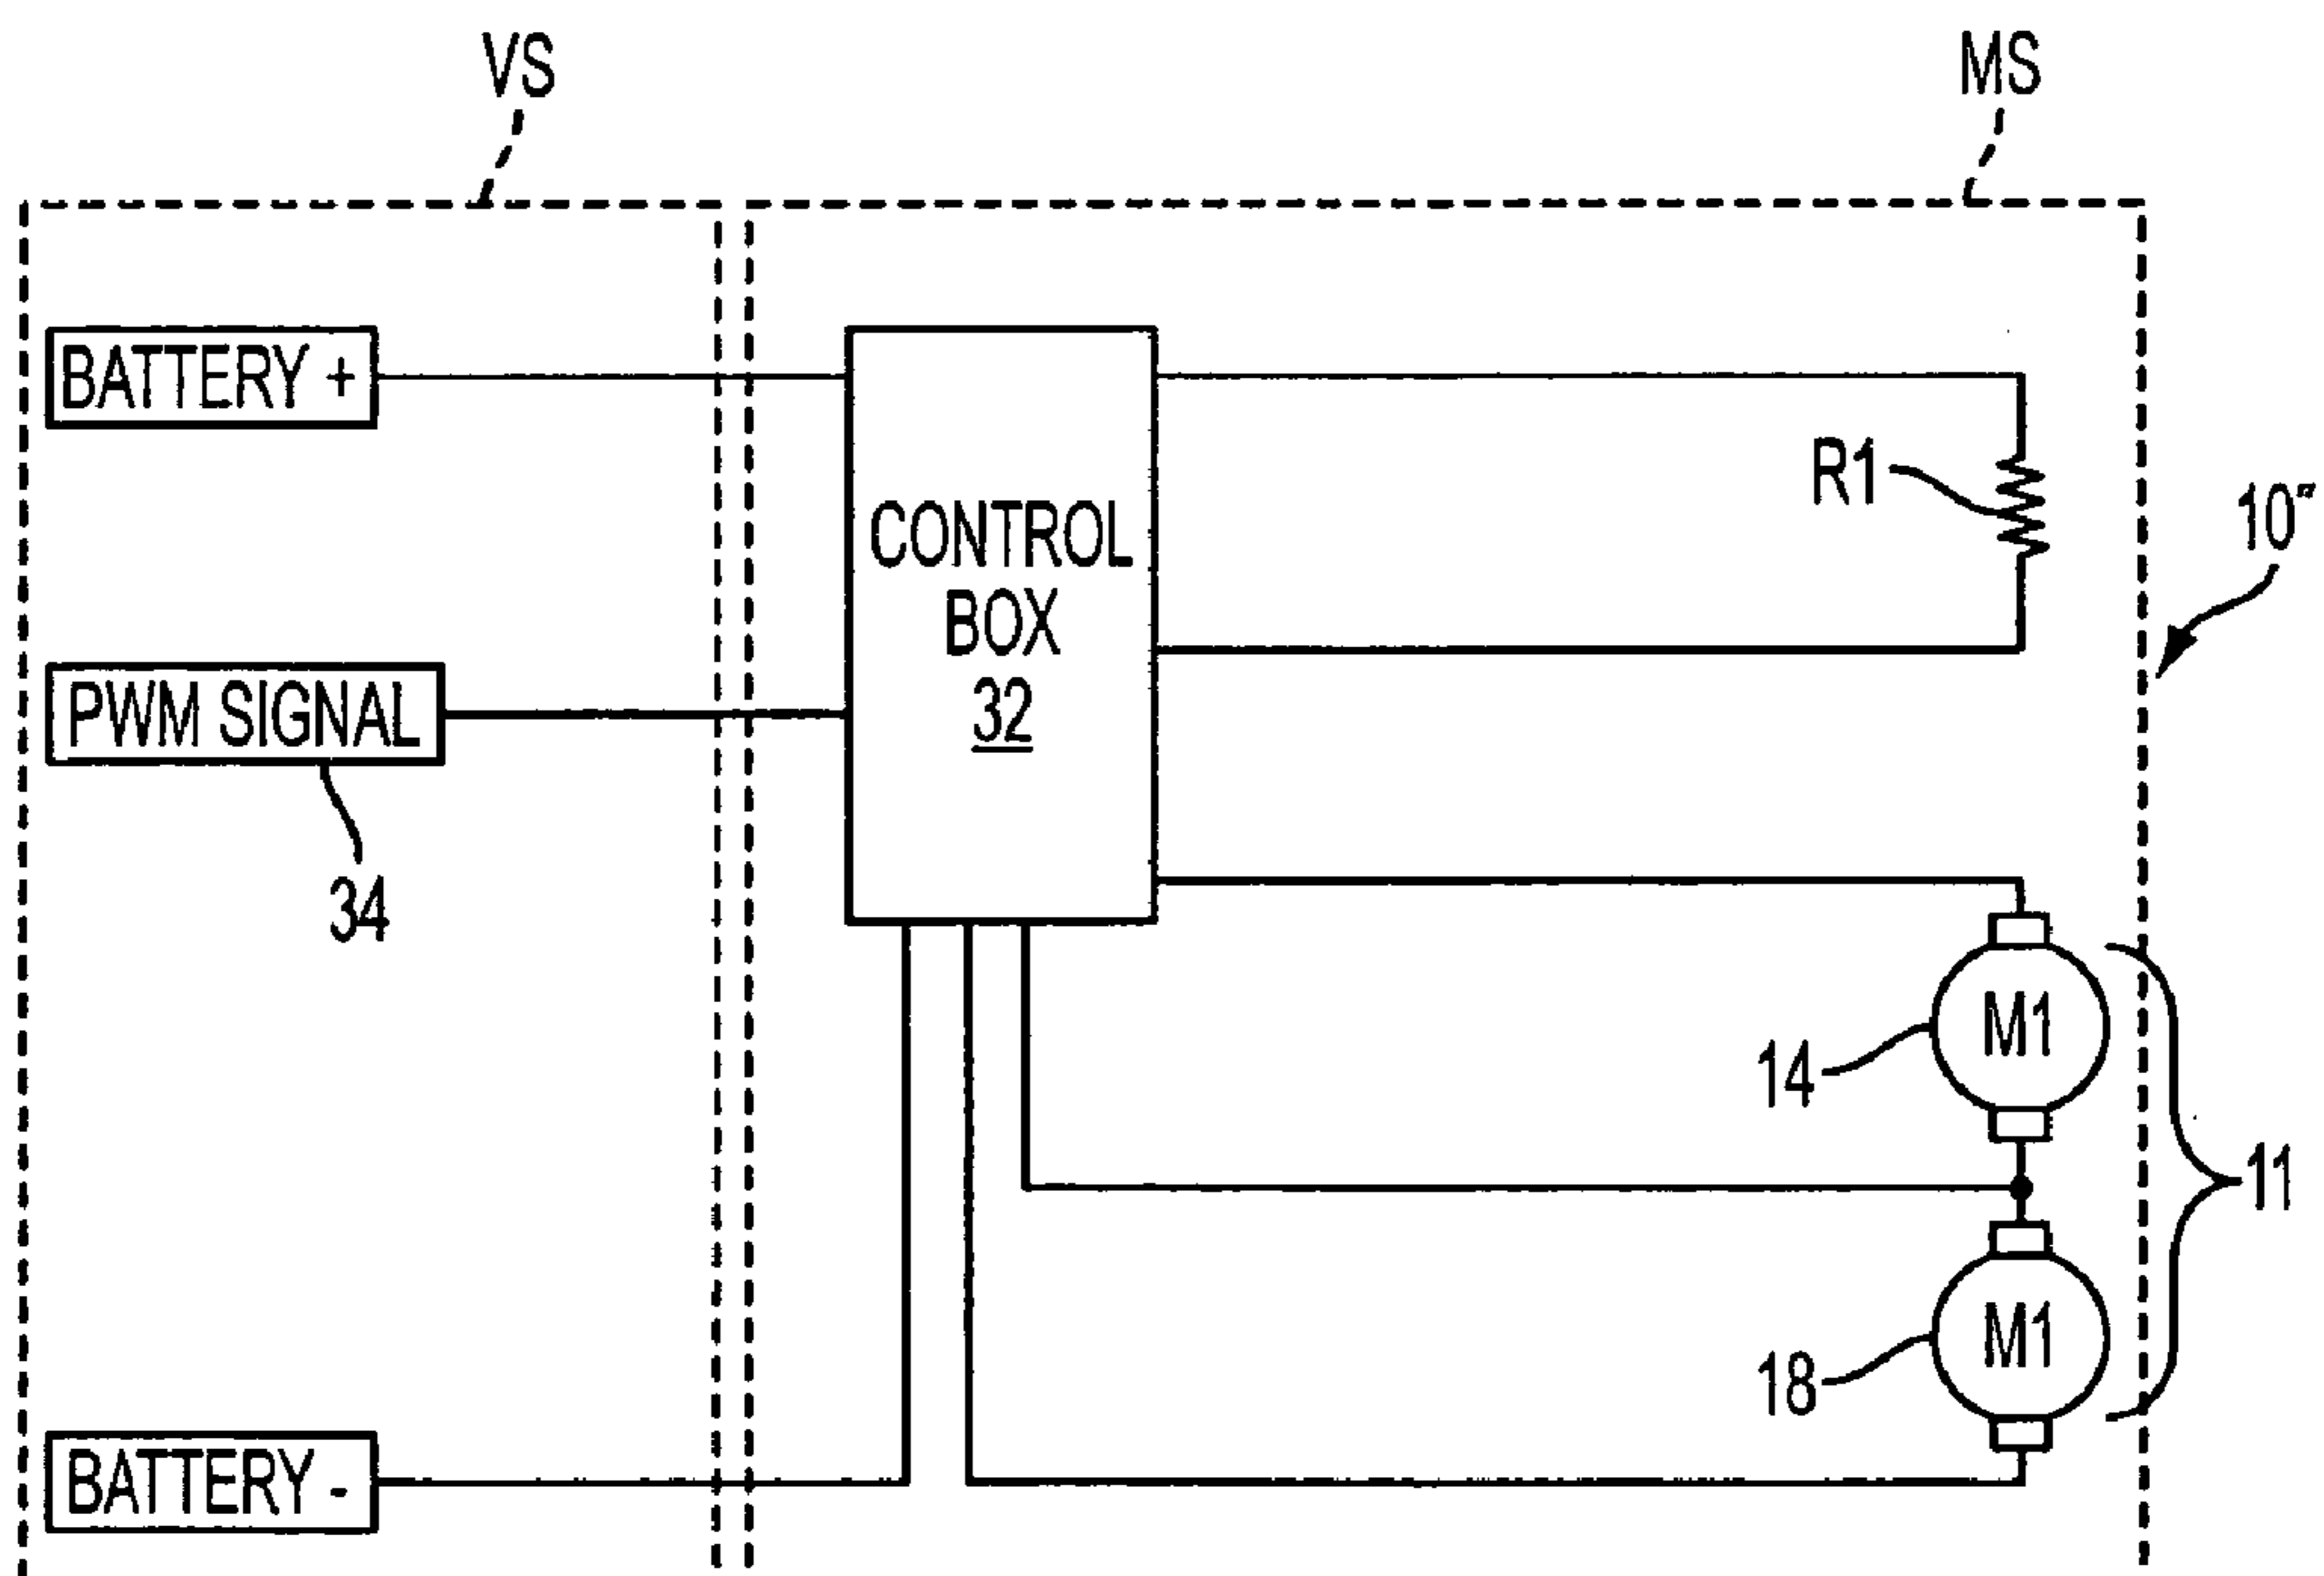 VS
MS
BATTERY +
CONTROL
BOX
32
R1
10"
PWM SIGNAL
34
M1
14
11
M1
18
BATTERY -